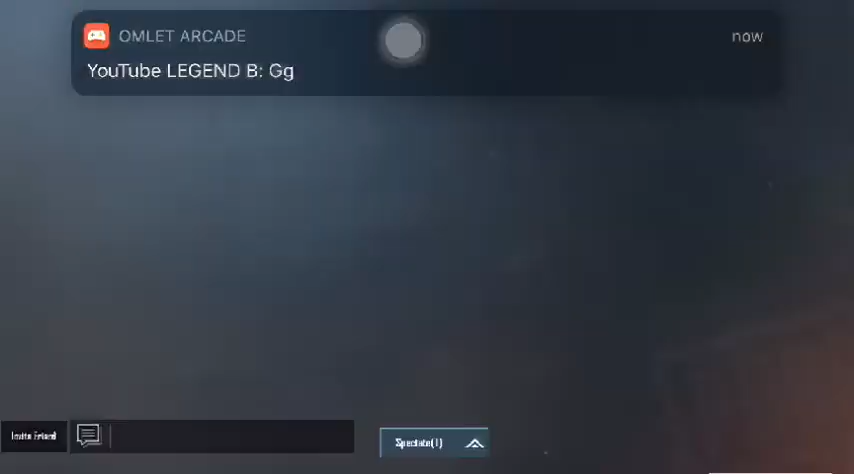 OMLET ARCADE
now
YouTube LEGEND B: Gg
Invite Friend
Spectate(1)